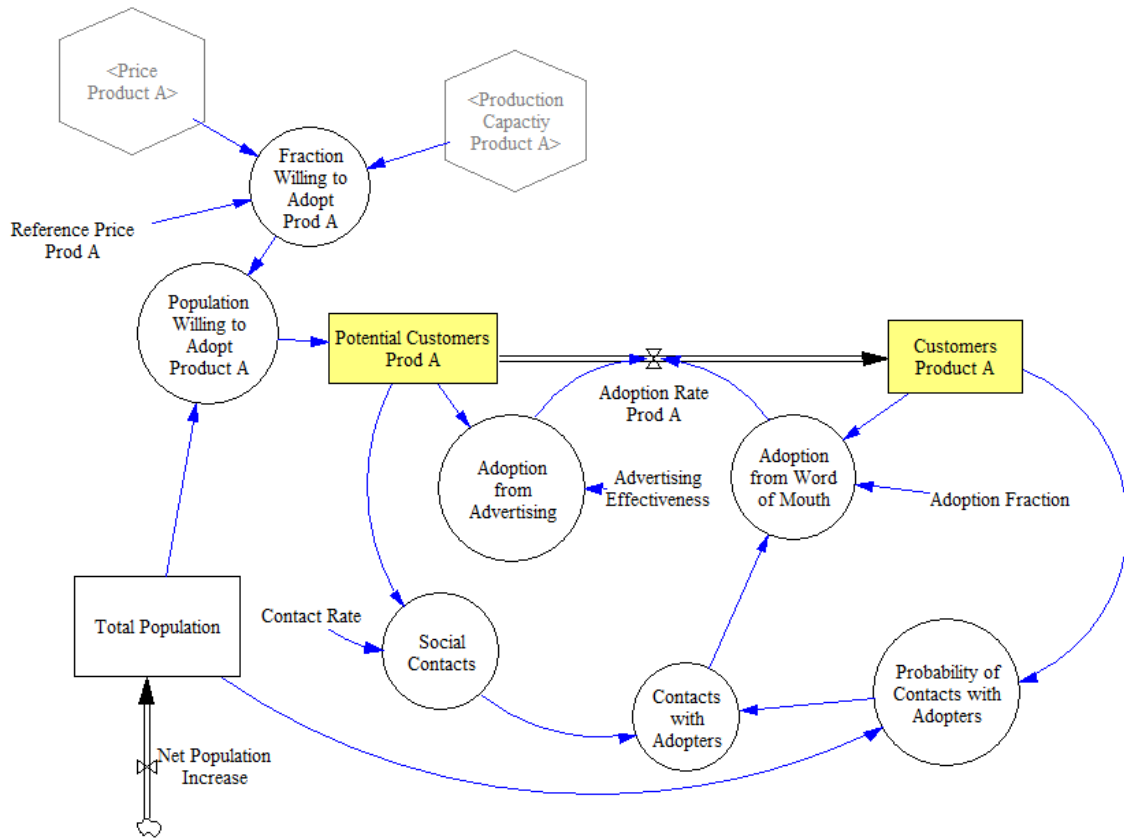 <Price
Product A>
<Production
Capactiy
Product A>
Fraction
Willing to
Adopt
Prod A
Reference Price
Prod A
Population
Willing to
Adopt
Product A
Potential Customers
Prod A
Customers
Product A
Adoption Rate
Prod A
Adoption
from
Advertising
Advertising
Effectiveness
Adoption
from Word
of Mouth
Adoption Fraction
Total Population
Contact Rate
Social
Contacts
Contacts
with
Adopters
Probability of
Contacts with
Adopters
Net Population
Increase